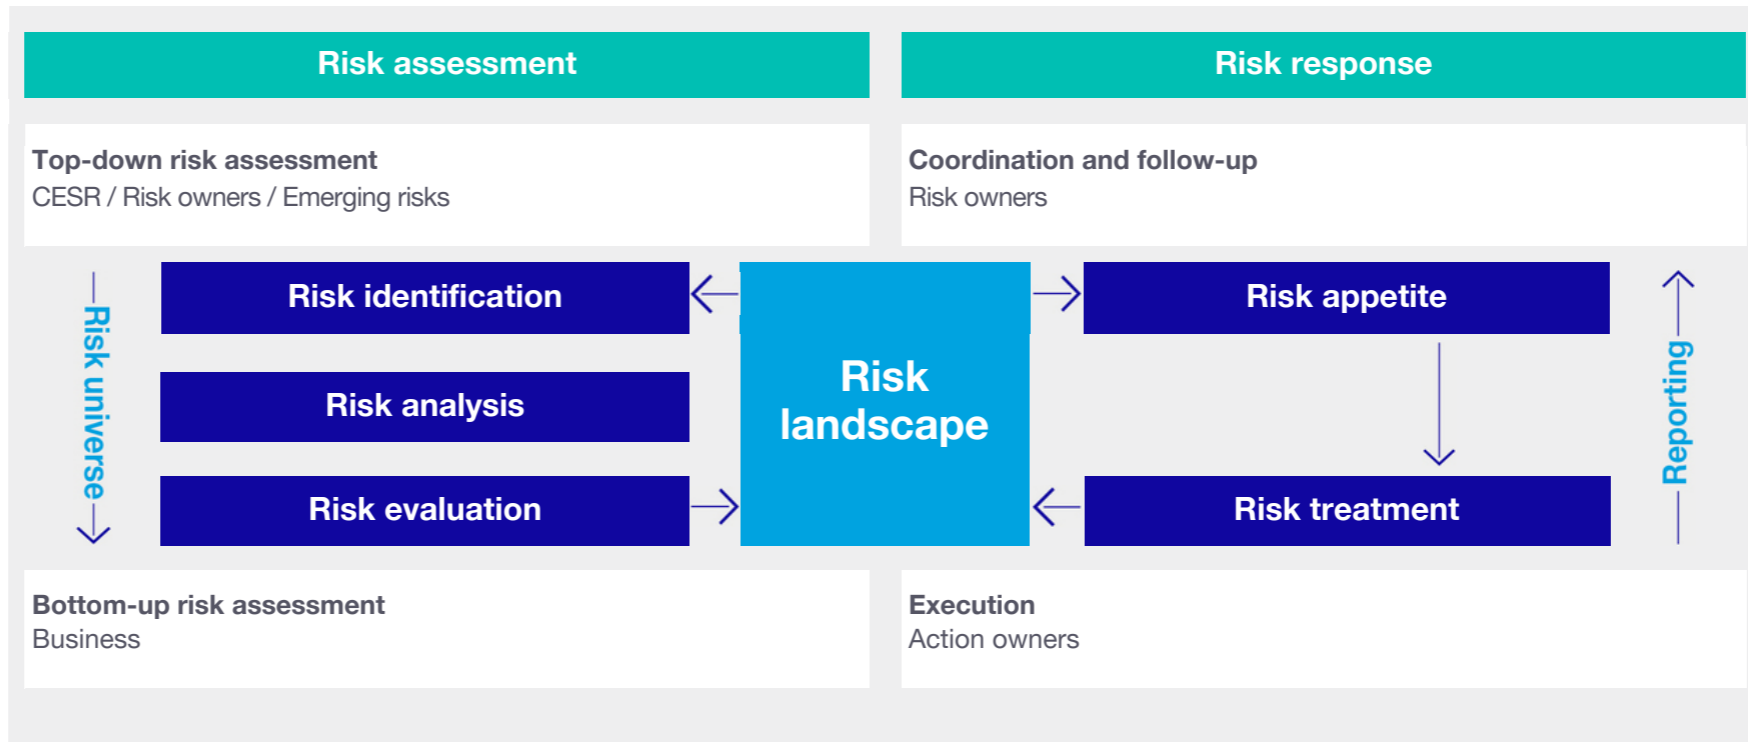 Risk assessment
Risk response
Top-down risk assessment
CESR / Risk owners / Emerging risks
Coordination and follow-up
Risk owners
Risk universe
Risk identification
Risk analysis
Risk evaluation
Risk
landscape
Risk appetite
Risk treatment
Reporting
Bottom-up risk assessment
Business
Execution
Action owners